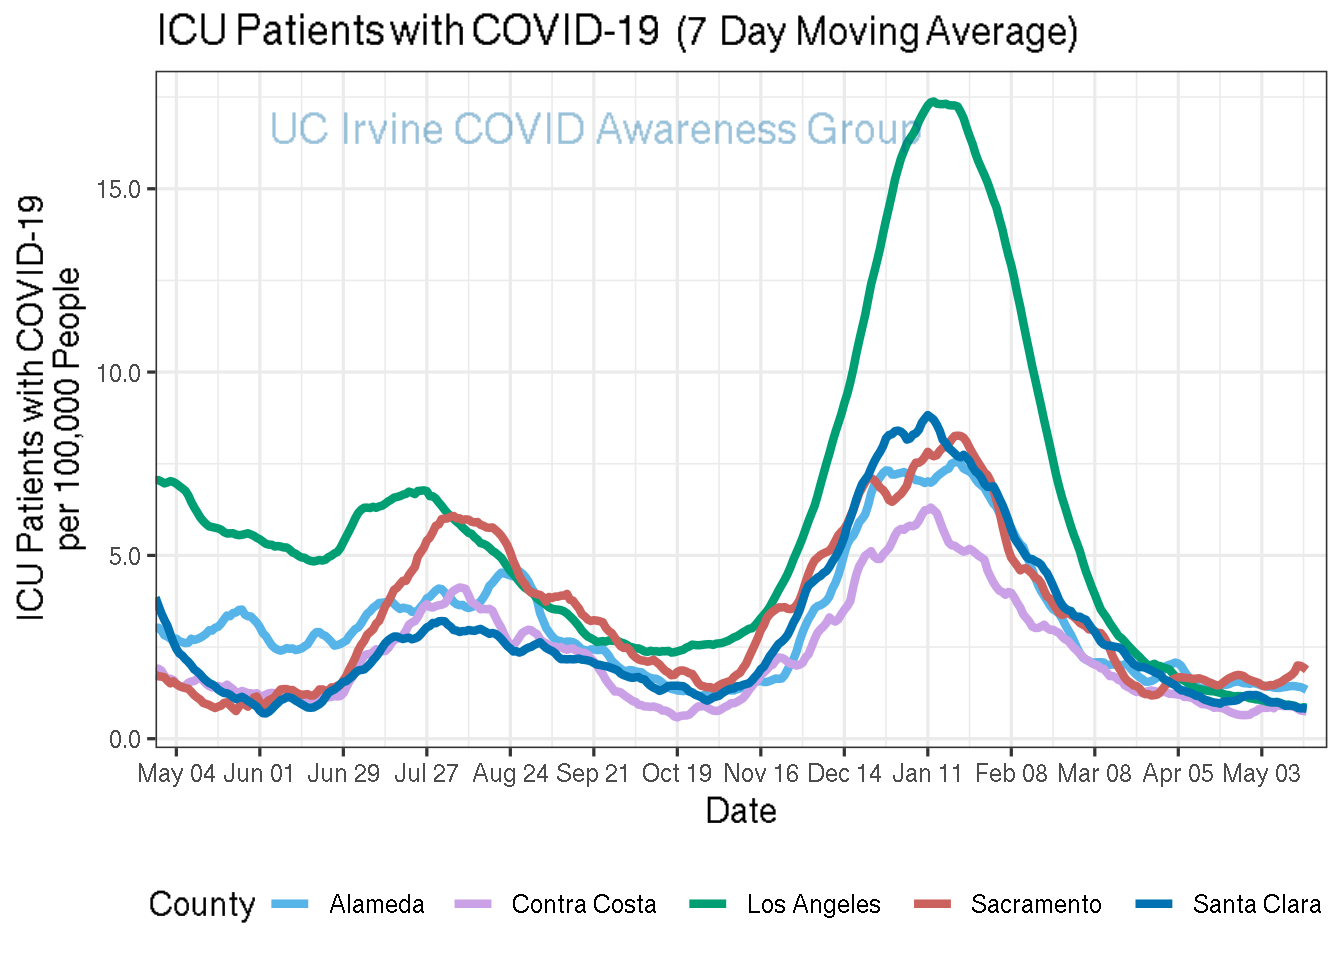 ICU Patients with COVID-19 (7 Day Moving Average)
UC Irvine COVID Awareness Group
ICU Patients with COVID-19
per 100,000 People
15.0
10.0
5.0
0.0
May 04 Jun 01 Jun 29 Jul 27 Aug 24 Sep 21 Oct 19 Nov 16 Dec 14 Jan 11 Feb 08 Mar 08 Apr 05 May 03
Date
County Alameda Contra Costa Los Angeles Sacramento Santa Clara